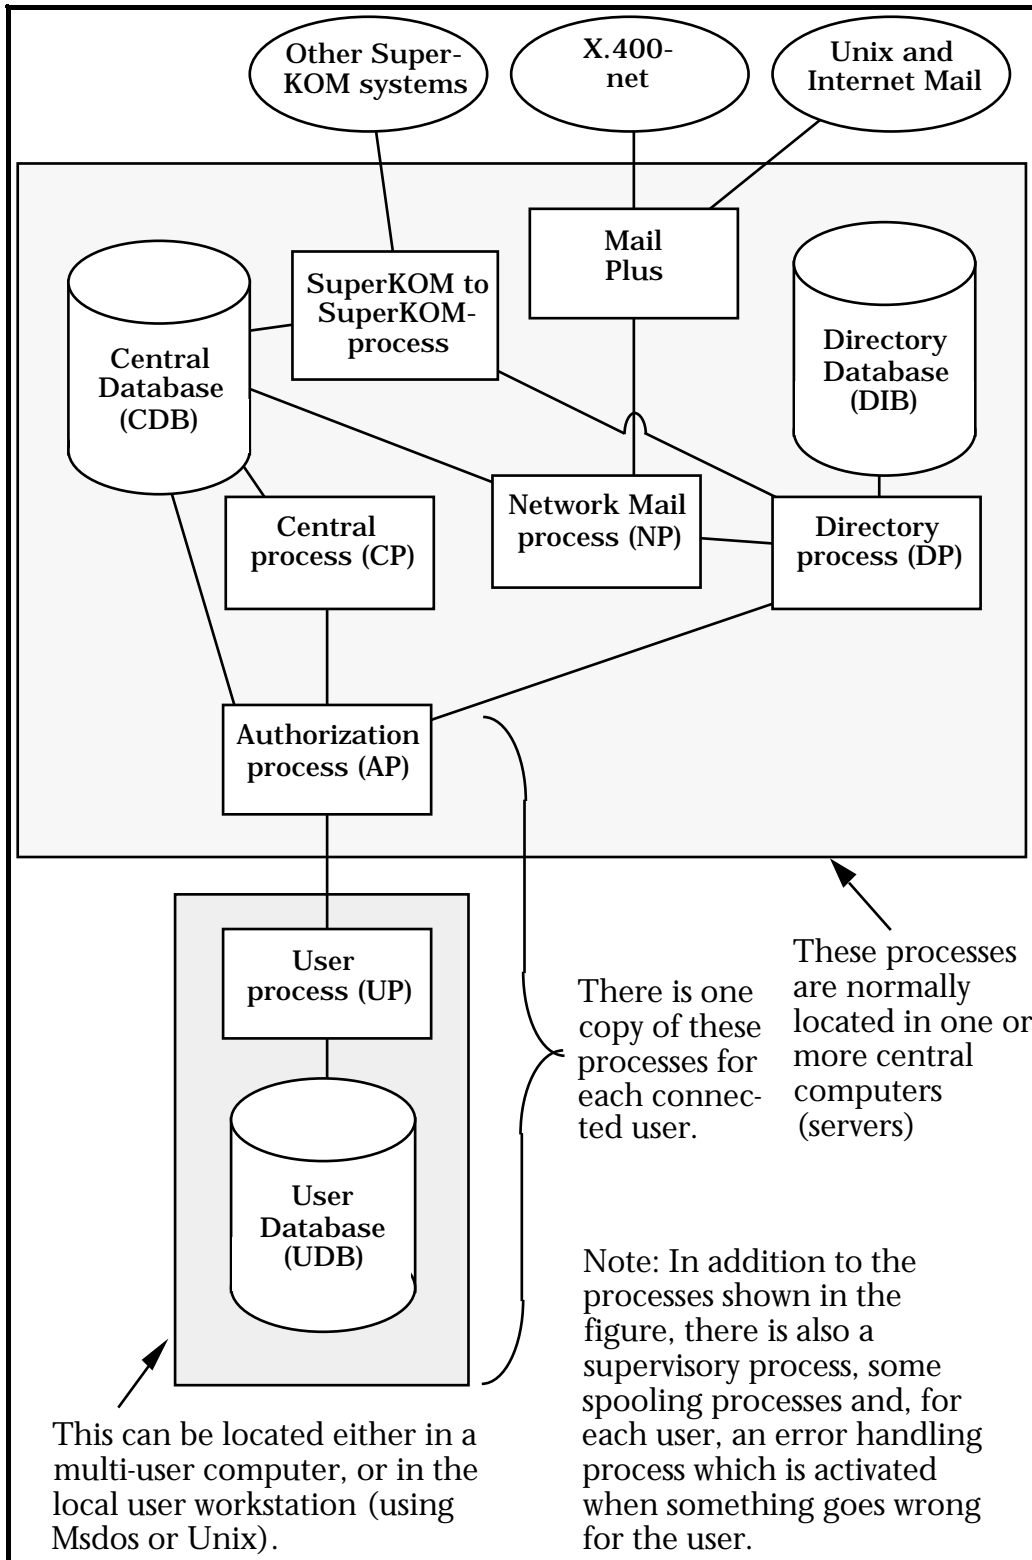 Other Super-
KOM systems
X.400-
net
Unix and
Internet Mail
Mail
Plus
SuperKOM to
SuperKOM-
process
Central
Database
(CDB)
Directory
Database
(DIB)
Central
process (CP)
Network Mail
process (NP)
Directory
process (DP)
Authorization
process (AP)
User
process (UP)
User
Database
(UDB)
There is one
copy of these
processes for
each connec-
ted user.
These processes
are normally
located in one or
more central
computers
(servers)
Note: In addition to the
processes shown in the
figure, there is also a
supervisory process, some
spooling processes and, for
each user, an error handling
process which is activated
when something goes wrong
for the user.
This can be located either in a
multi-user computer, or in the
local user workstation (using
Msdos or Unix).